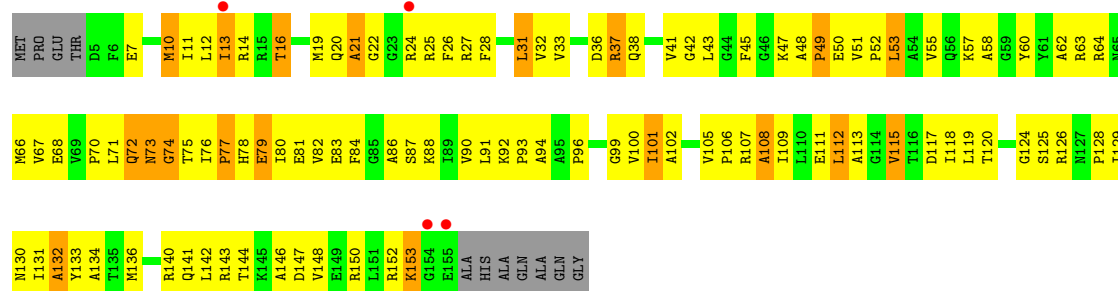 MET PRO GLU THR D5 F6 E7 M10 I11 L12 I13 R14 R15 T16 M19 Q20 A21 G22 G23 R24 R25 F26 R27 F28 L31 V32 V33 D36 R37 Q38 V41 G42 L43 G44 F45 G46 K47 A48 P49 E50 V51 P52 L53 A54 V55 Q56 K57 A58 G59 Y60 Y61 A62 R63 R64 N65
M66 V67 E68 V69 P70 L71 Q72 N73 G74 T75 I76 P77 H78 E79 I80 E81 V82 E83 F84 G85 A86 S87 K88 I89 V90 L91 K92 P93 A94 A95 P96 G99 V100 I101 A102 V105 P106 R107 A108 I109 L110 E111 L112 A113 G114 V115 T116 D117 I118 L119 T120 G124 S125 R126 N127 P128 I129
N130 I131 A132 Y133 A134 T135 M136 R140 Q141 L142 R143 T144 K145 A146 D147 V148 E149 R150 L151 R152 K153 G154 E155 ALA HIS ALA GLN ALA GLN GLY